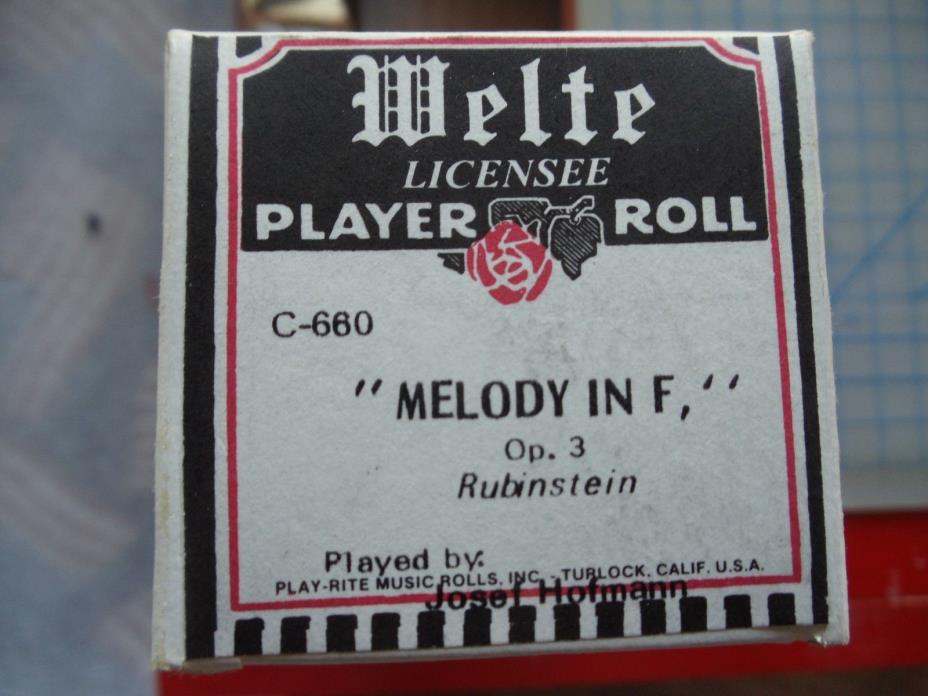 Welte
LICENSEE
PLAYER ROLL
C-660
"MELODY IN F,"
Op. 3
Rubinstein
Played by:
PLAY-RITE MUSIC ROLLS, INC. - TURLOCK, CALIF. U.S.A.
Josef Hofmann